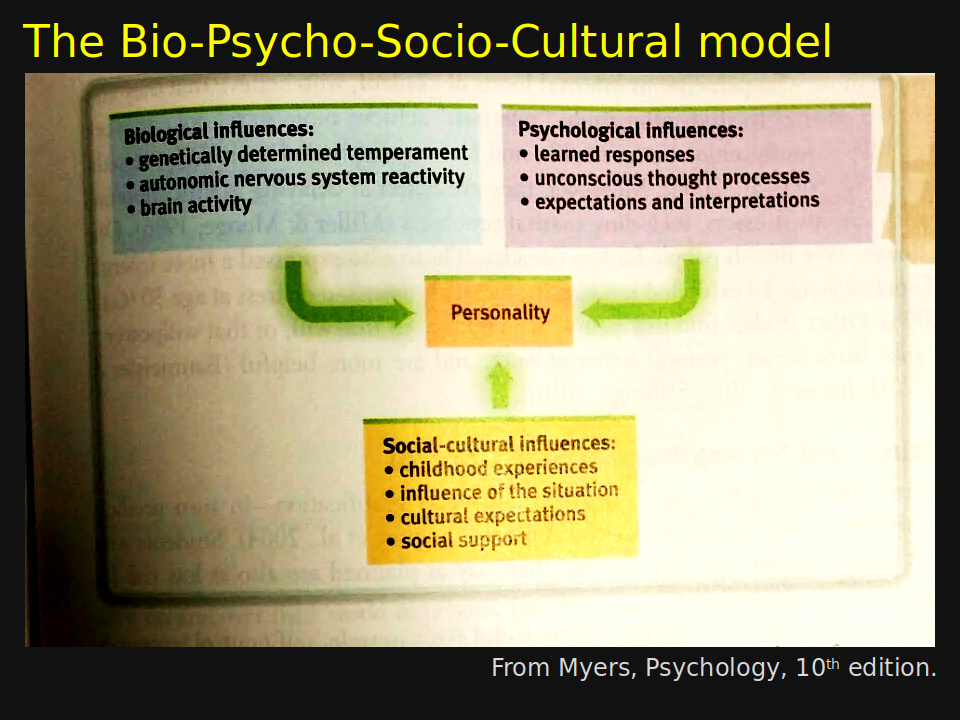 The Bio-Psycho-Socio-Cultural model
Biological influences:
• genetically determined temperament
• autonomic nervous system reactivity
• brain activity
Psychological influences:
• learned responses
• unconscious thought processes
• expectations and interpretations
Personality
Social-cultural influences:
• childhood experiences
• influence of the situation
• cultural expectations
• social support
From Myers, Psychology, 10th edition.